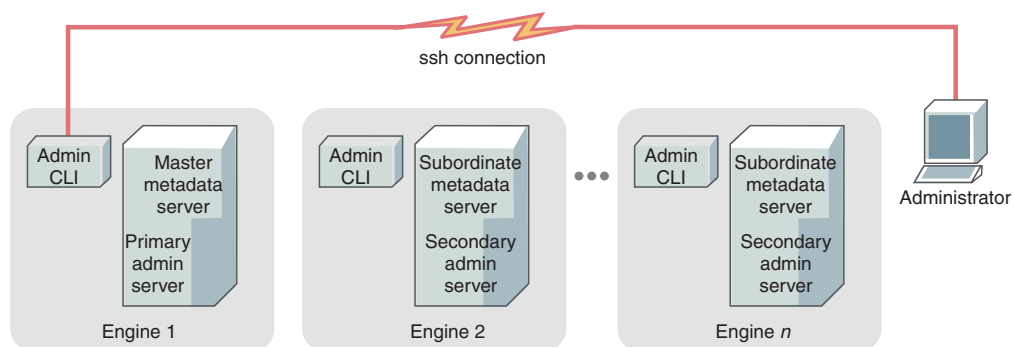 ssh connection
Admin
CLI
Master
metadata
server
Primary
admin
server
Engine 1
Admin
CLI
Subordinate
metadata
server
Secondary
admin
server
Engine 2
Admin
CLI
Subordinate
metadata
server
Secondary
admin
server
Engine n
Administrator